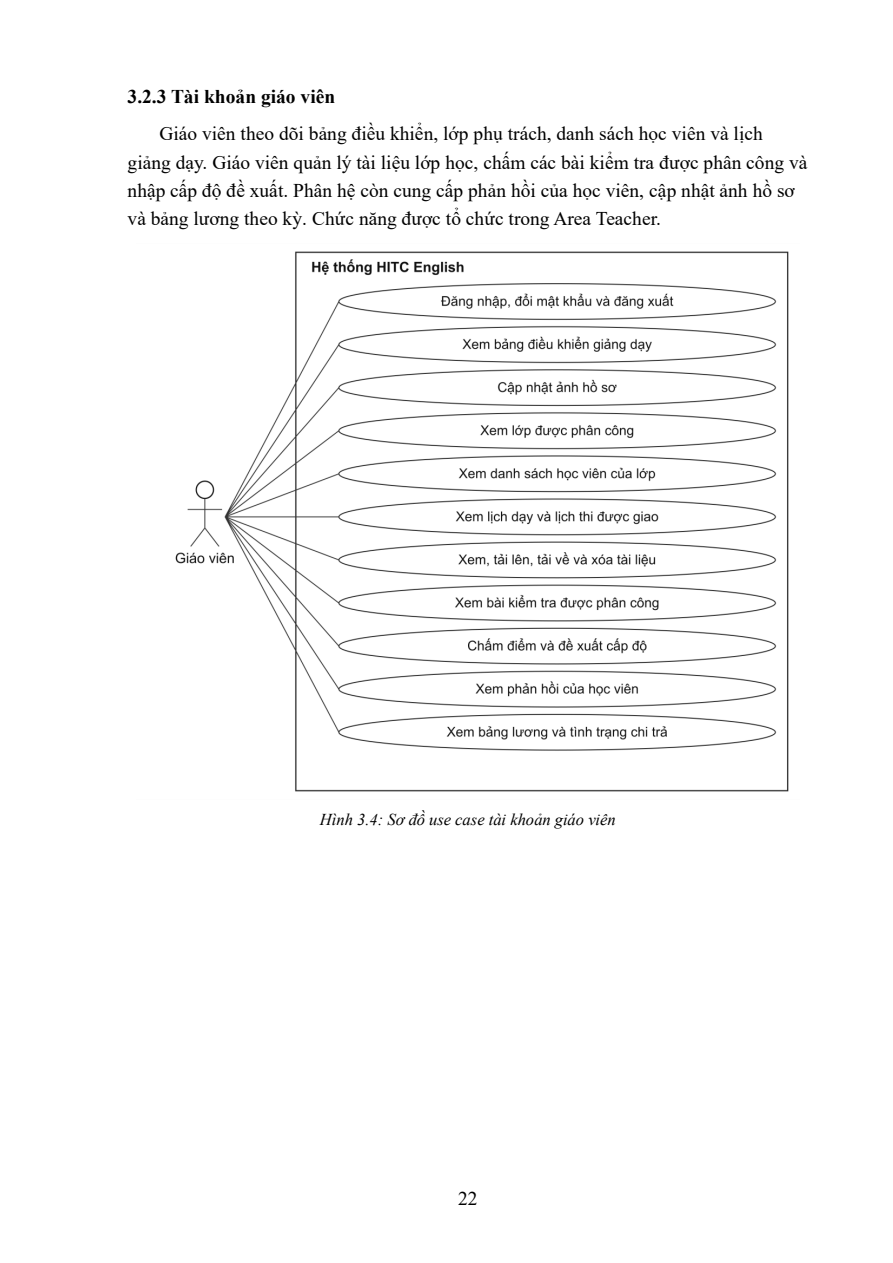 3.2.3 Tài khoản giáo viên
Giáo viên theo dõi bảng điều khiển, lớp phụ trách, danh sách học viên và lịch
giảng dạy. Giáo viên quản lý tài liệu lớp học, chấm các bài kiểm tra được phân công và
nhập cấp độ đề xuất. Phân hệ còn cung cấp phản hồi của học viên, cập nhật ảnh hồ sơ
và bảng lương theo kỳ. Chức năng được tổ chức trong Area Teacher.
Hệ thống HITC English
Đăng nhập, đổi mật khẩu và đăng xuất
Xem bảng điều khiển giảng dạy
Cập nhật ảnh hồ sơ
Xem lớp được phân công
Xem danh sách học viên của lớp
Xem lịch dạy và lịch thi được giao
Giáo viên
Xem, tải lên, tải về và xóa tài liệu
Xem bài kiểm tra được phân công
Chấm điểm và đề xuất cấp độ
Xem phản hồi của học viên
Xem bảng lương và tình trạng chi trả
Hình 3.4: Sơ đồ use case tài khoản giáo viên
22